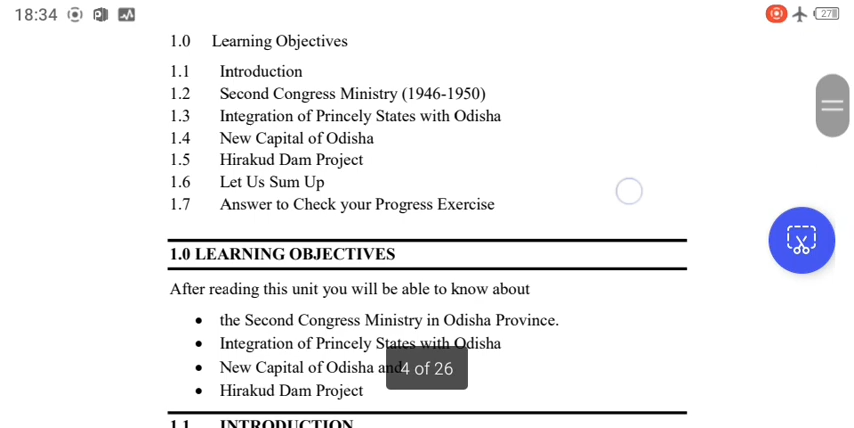 18:34
27
1.0 Learning Objectives
1.1 Introduction
1.2 Second Congress Ministry (1946-1950)
1.3 Integration of Princely States with Odisha
1.4 New Capital of Odisha
1.5 Hirakud Dam Project
1.6 Let Us Sum Up
1.7 Answer to Check your Progress Exercise
1.0 LEARNING OBJECTIVES
After reading this unit you will be able to know about
• the Second Congress Ministry in Odisha Province.
• Integration of Princely States with Odisha
• New Capital of Odisha and
4 of 26
• Hirakud Dam Project
1.1 INTRODUCTION